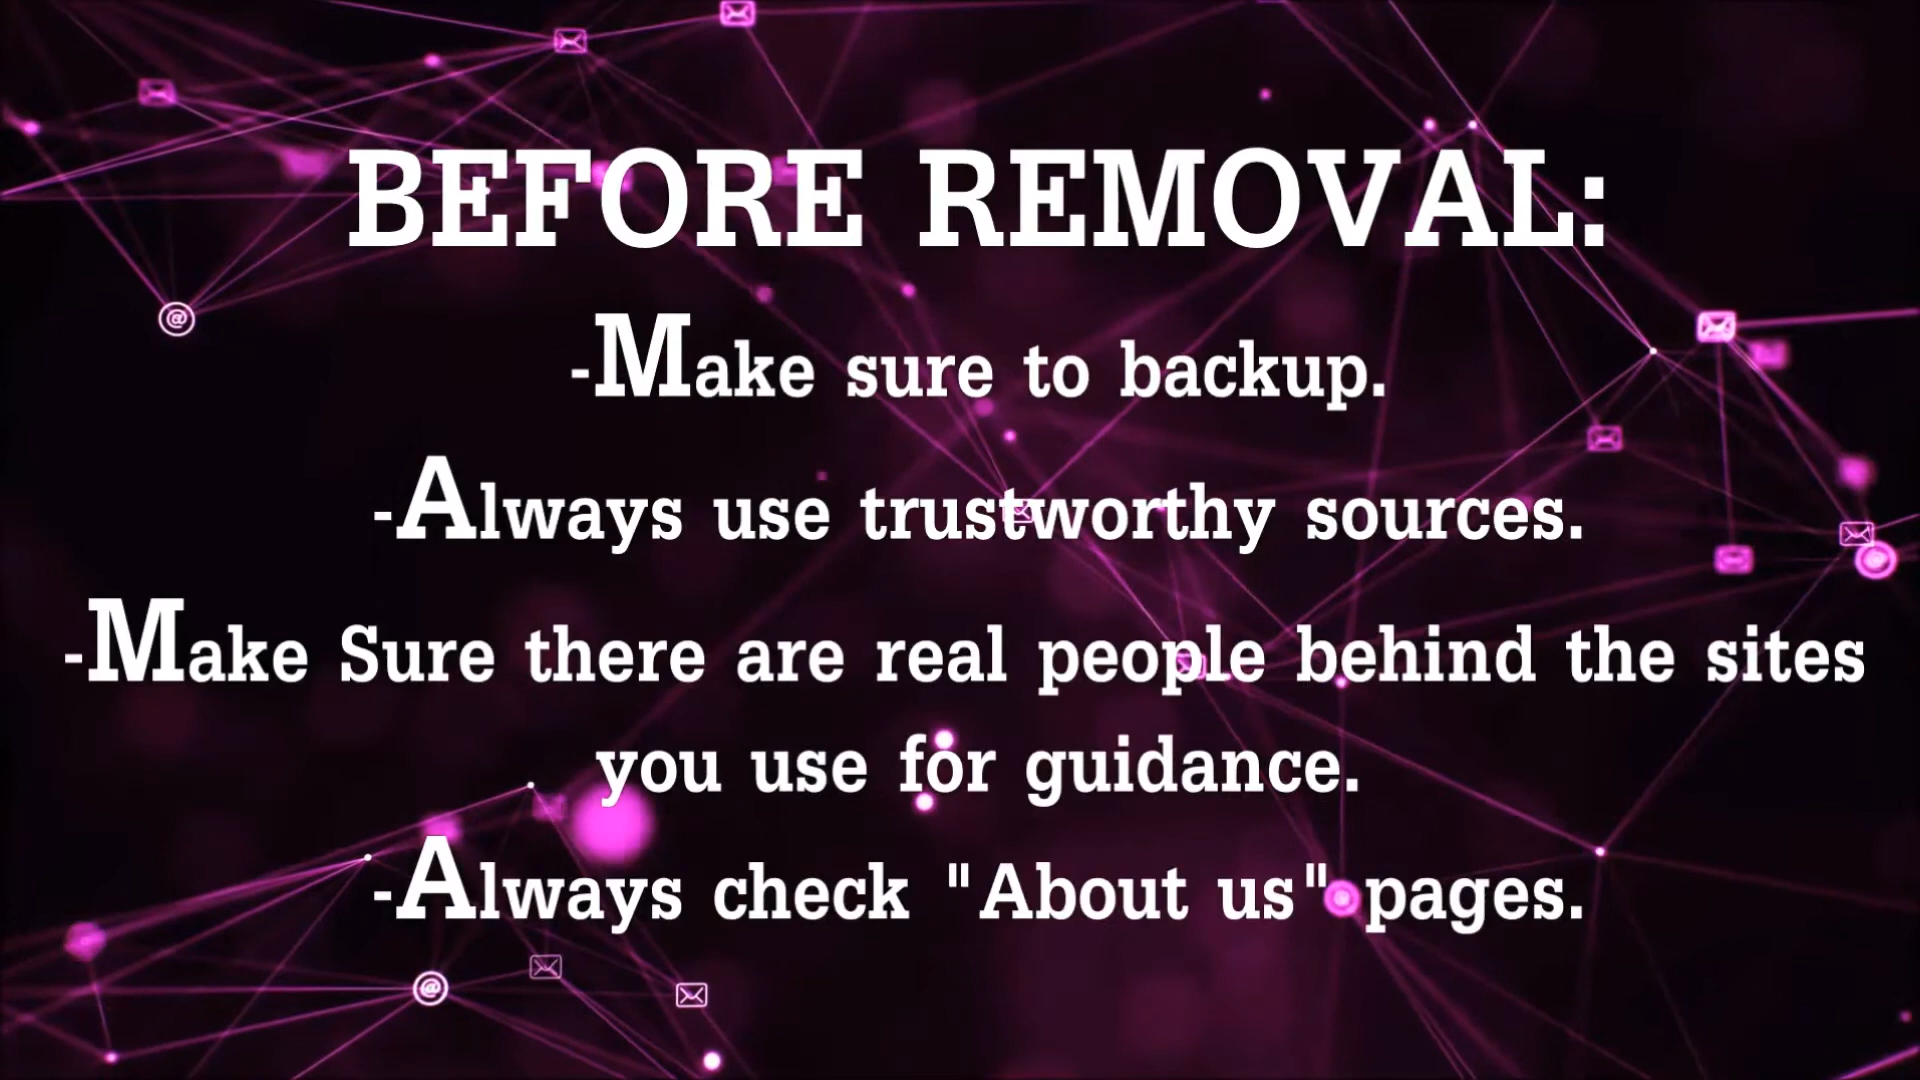 BEFORE REMOVAL:
-Make sure to backup.
-Always use trustworthy sources.
-Make Sure there are real people behind the sites
you use for guidance.
-Always check "About us" pages.